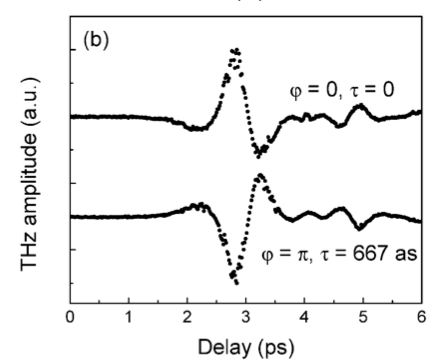 (b)
φ = 0, τ = 0
φ = π, τ = 667 as
THz amplitude (a.u.)
0 1 2 3 4 5 6
Delay (ps)